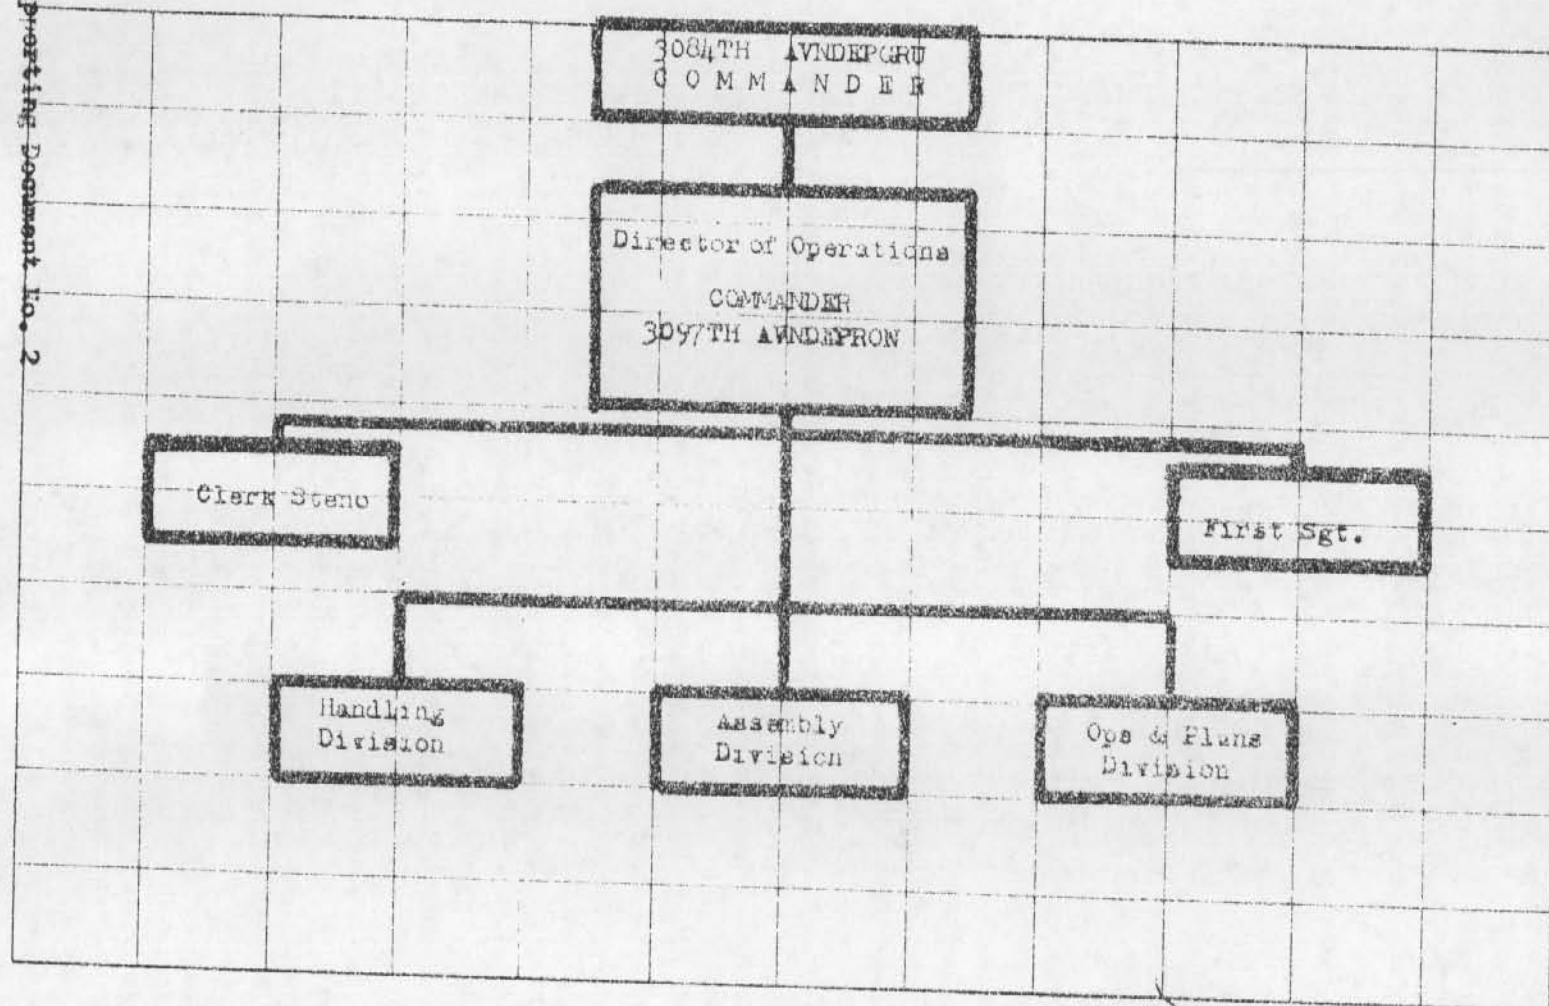 porting Document No. 2
3084TH AVNDEPGRU
C O M M A N D E R
Director of Operations
COMMANDER
3097TH AVNDEPRON
Clerk Steno
First Sgt.
Handling
Division
Assembly
Division
Ops & Plans
Division